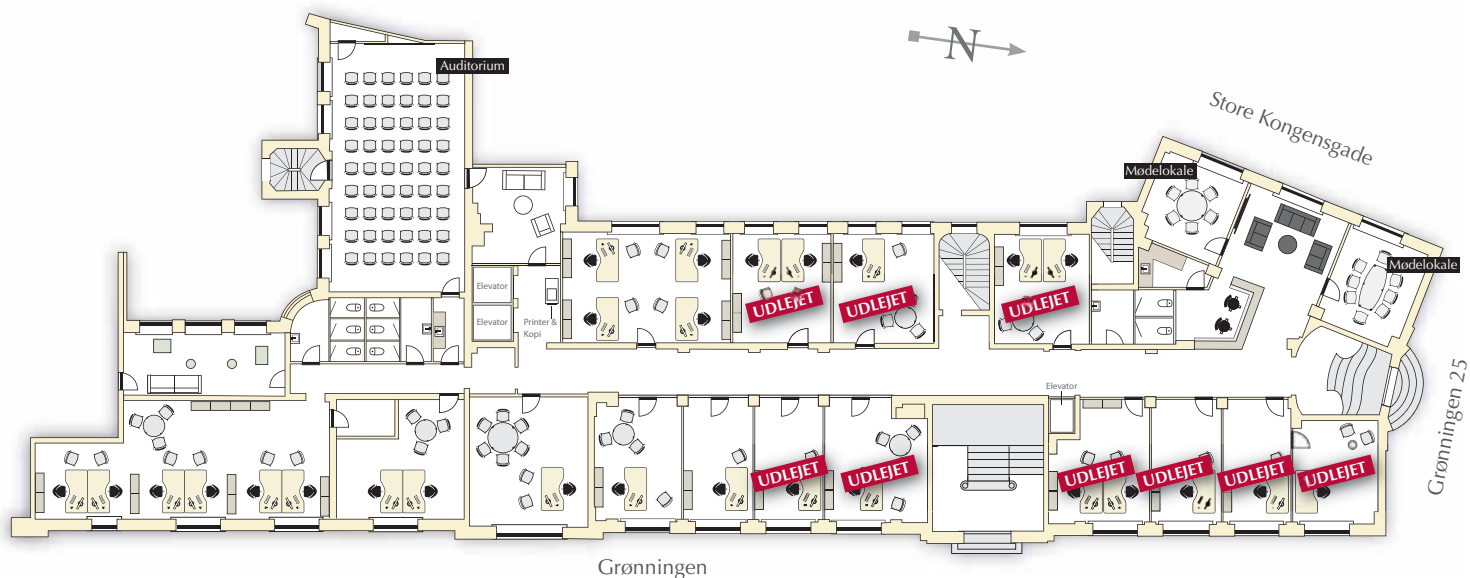 N
Auditorium
Store Kongensgade
Mødelokale
Mødelokale
Elevator
Elevator
Printer &
Kopi
UDLEJET
UDLEJET
UDLEJET
Elevator
Grønningen 25
UDLEJET
UDLEJET
UDLEJET
UDLEJET
UDLEJET
UDLEJET
Grønningen